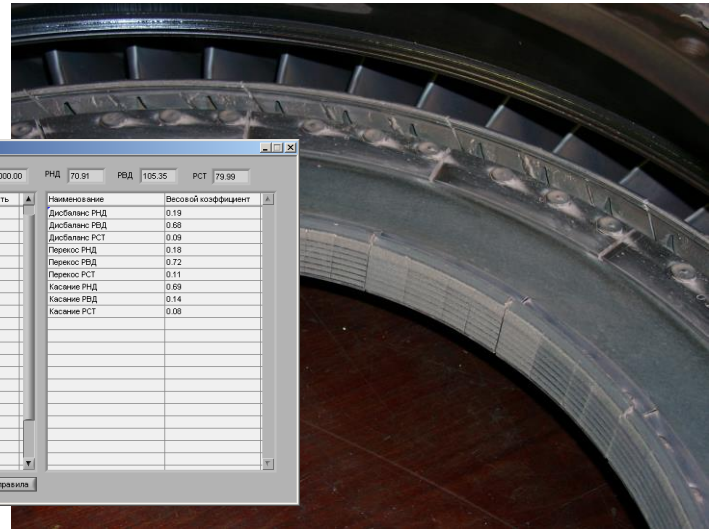 000.00 РНД 70.91 РВД 105.35 РСТ 79.99
ть Наименование Весовой коэффициент
Дисбаланс РНД 0.19
Дисбаланс РВД 0.68
Дисбаланс РСТ 0.09
Перекос РНД 0.18
Перекос РВД 0.72
Перекос РСТ 0.11
Касание РНД 0.69
Касание РВД 0.14
Касание РСТ 0.08
правила